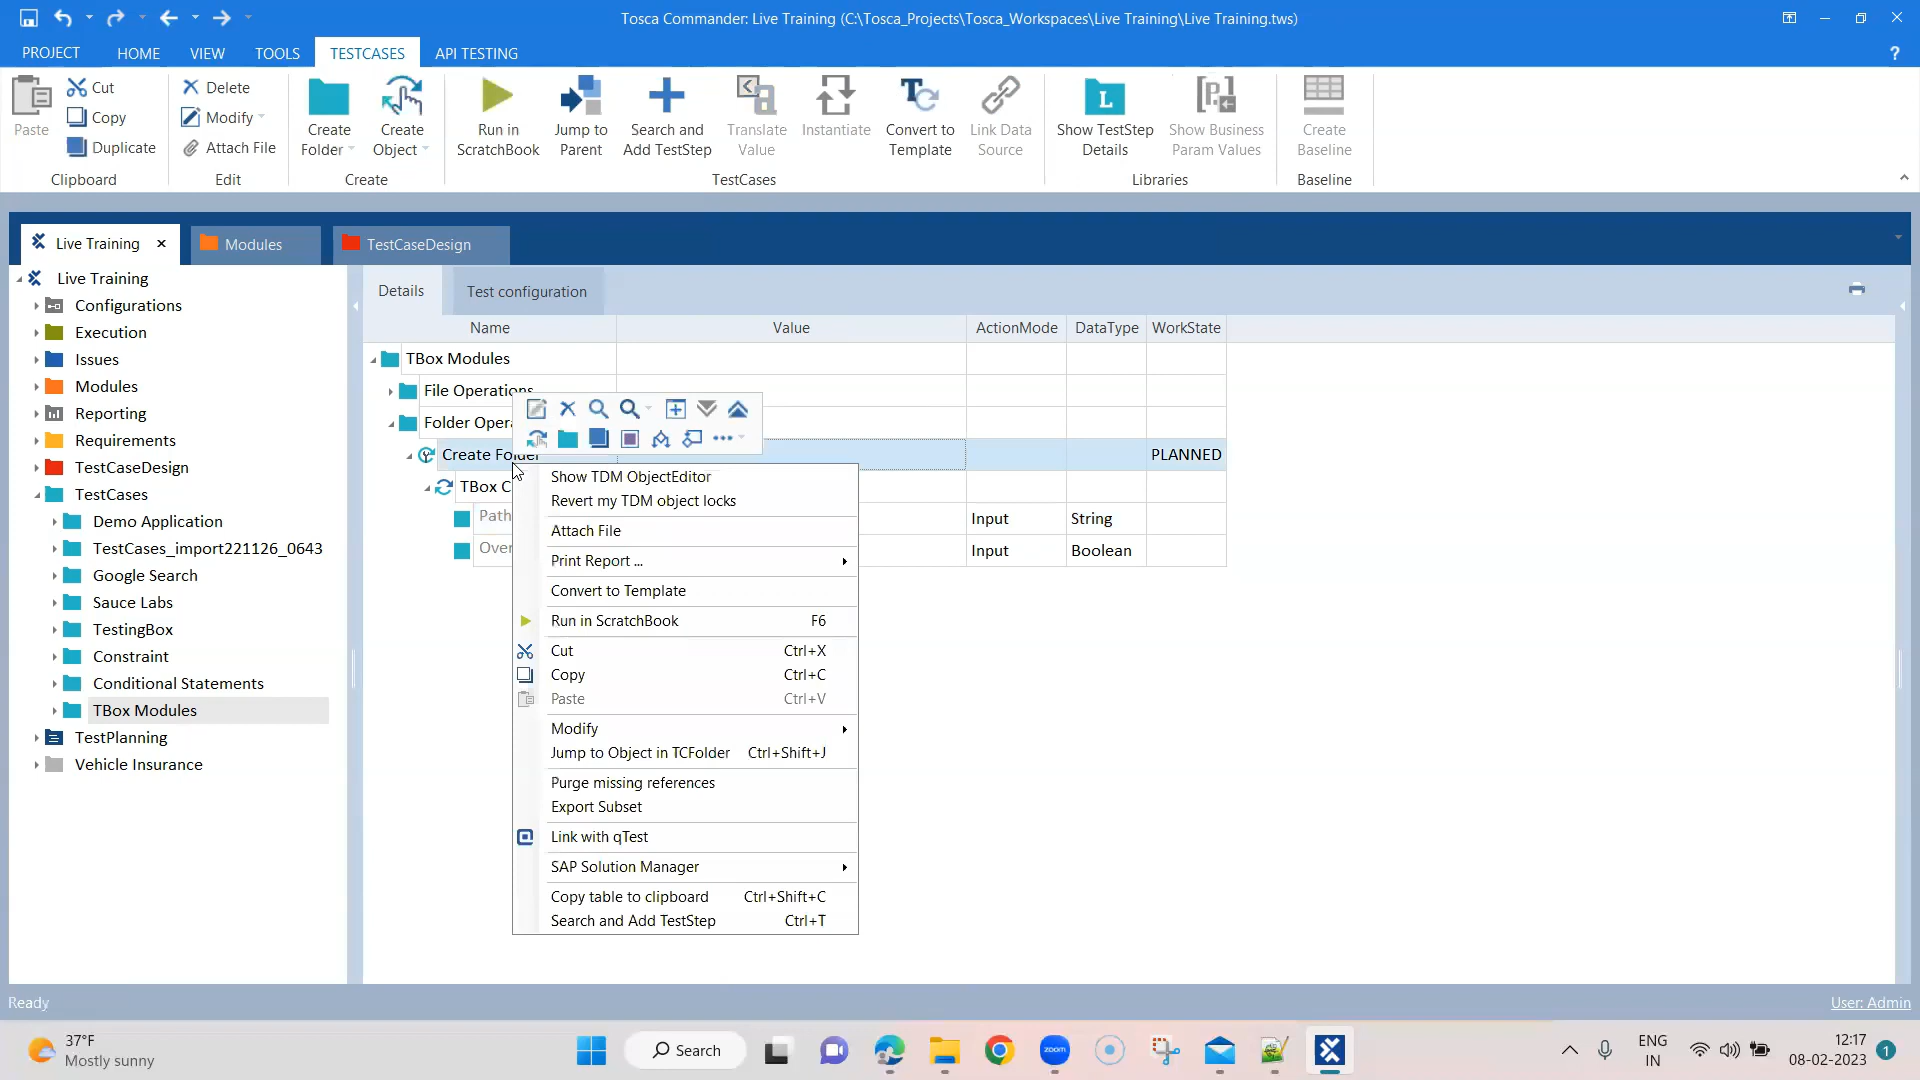 Tosca Commander: Live Training (C:\Tosca_Projects\Tosca_Workspaces\Live Training\Live Training.tws)
PROJECT HOME VIEW TOOLS TESTCASES API TESTING ?
Paste
Cut
Copy
Duplicate
Clipboard
Delete
Modify
Attach File
Edit
Create Folder
Create Object
Create
Run in ScratchBook
Jump to Parent
Search and Add TestStep
Translate Value
Instantiate
Convert to Template
Link Data Source
TestCases
Show TestStep Details
Show Business Param Values
Libraries
Create Baseline
Baseline
Live Training
Modules
TestCaseDesign
Live Training
Configurations
Execution
Issues
Modules
Reporting
Requirements
TestCaseDesign
TestCases
Demo Application
TestCases_import221126_0643
Google Search
Sauce Labs
TestingBox
Constraint
Conditional Statements
TBox Modules
TestPlanning
Vehicle Insurance
Details Test configuration
Name Value ActionMode DataType WorkState
TBox Modules
File Operations
Folder Oper
Create Folder PLANNED
TBox C
Path Input String
Over Input Boolean
Show TDM ObjectEditor
Revert my TDM object locks
Attach File
Print Report ...
Convert to Template
Run in ScratchBook F6
Cut Ctrl+X
Copy Ctrl+C
Paste Ctrl+V
Modify
Jump to Object in TCFolder Ctrl+Shift+J
Purge missing references
Export Subset
Link with qTest
SAP Solution Manager
Copy table to clipboard Ctrl+Shift+C
Search and Add TestStep Ctrl+T
Ready
User: Admin
37°F
Mostly sunny
Search
zoom
ENG
IN
12:17
08-02-2023
1